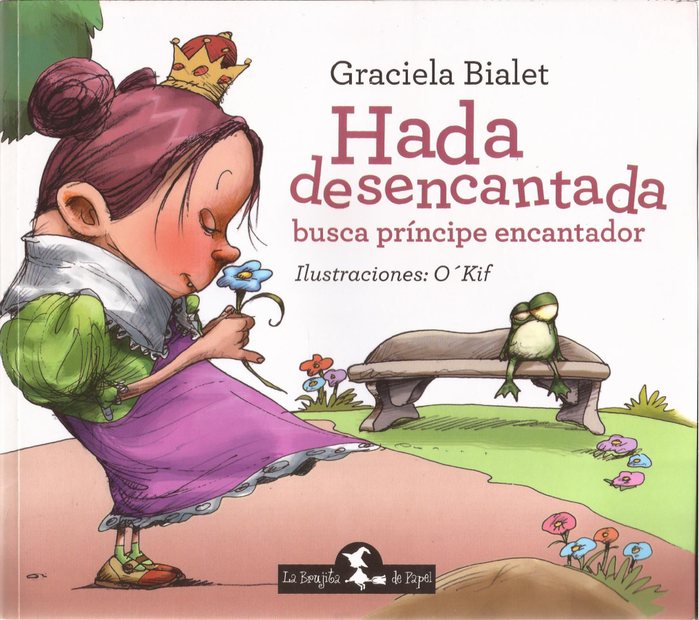 Graciela Bialet
Hada
desencantada
busca príncipe encantador
Ilustraciones: O´Kif
La Brujita de Papel